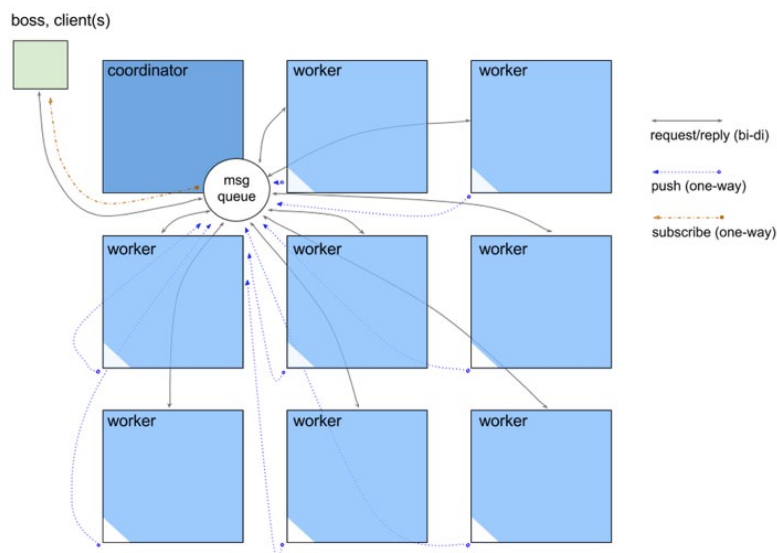 boss, client(s)
coordinator
worker
worker
msg
queue
request/reply (bi-di)
push (one-way)
subscribe (one-way)
worker
worker
worker
worker
worker
worker